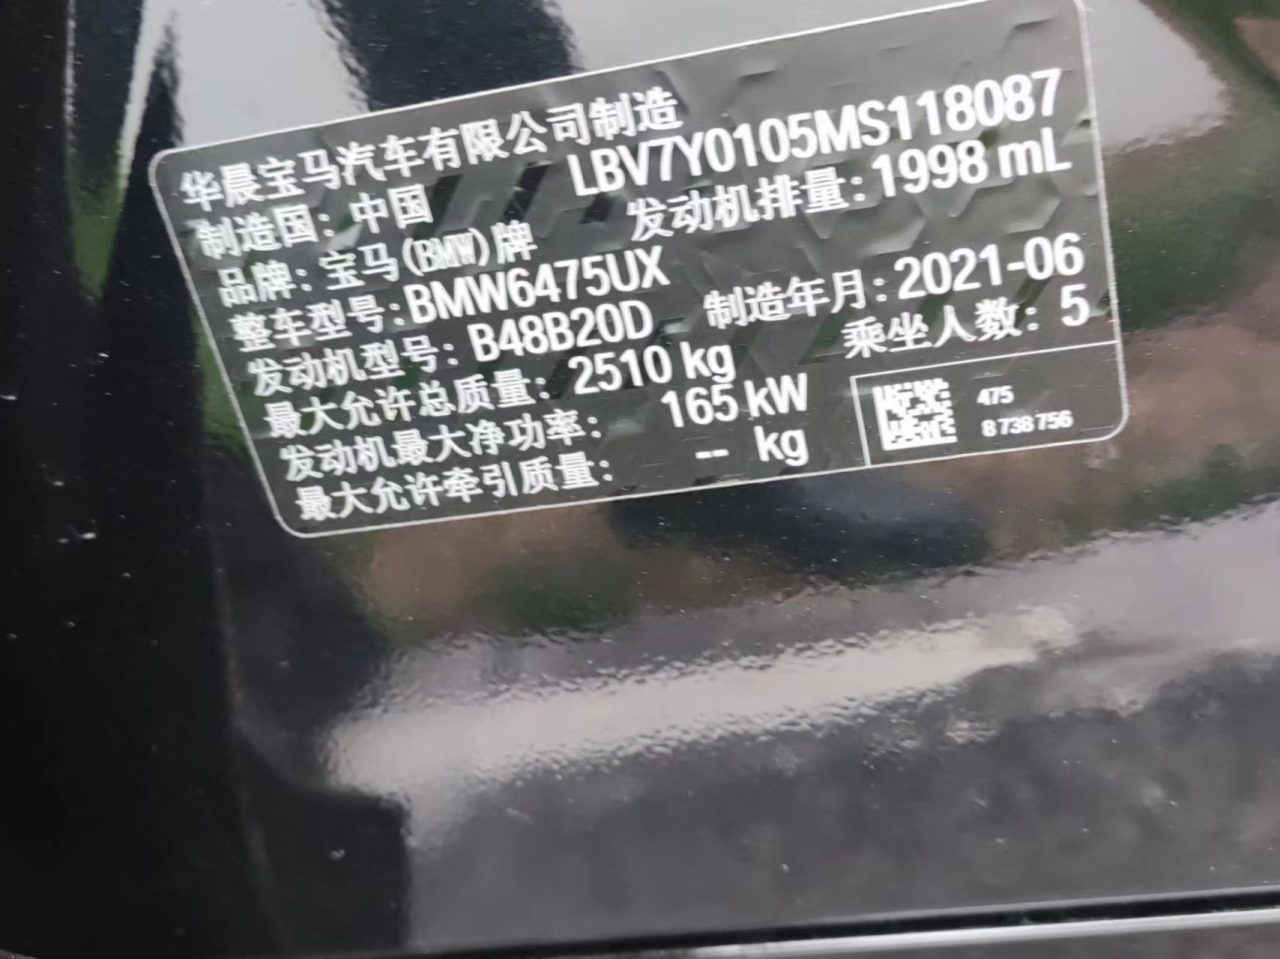 华晨宝马汽车有限公司制造
LBV7Y0105MS118087
制造国：中国
发动机排量：1998 mL
品牌：宝马(BMW)牌
整车型号：BMW6475UX
制造年月：2021-06
发动机型号：B48B20D
乘坐人数：5
最大允许总质量：2510 kg
发动机最大净功率：165 kW
最大允许牵引质量：-- kg
475
8 738 756